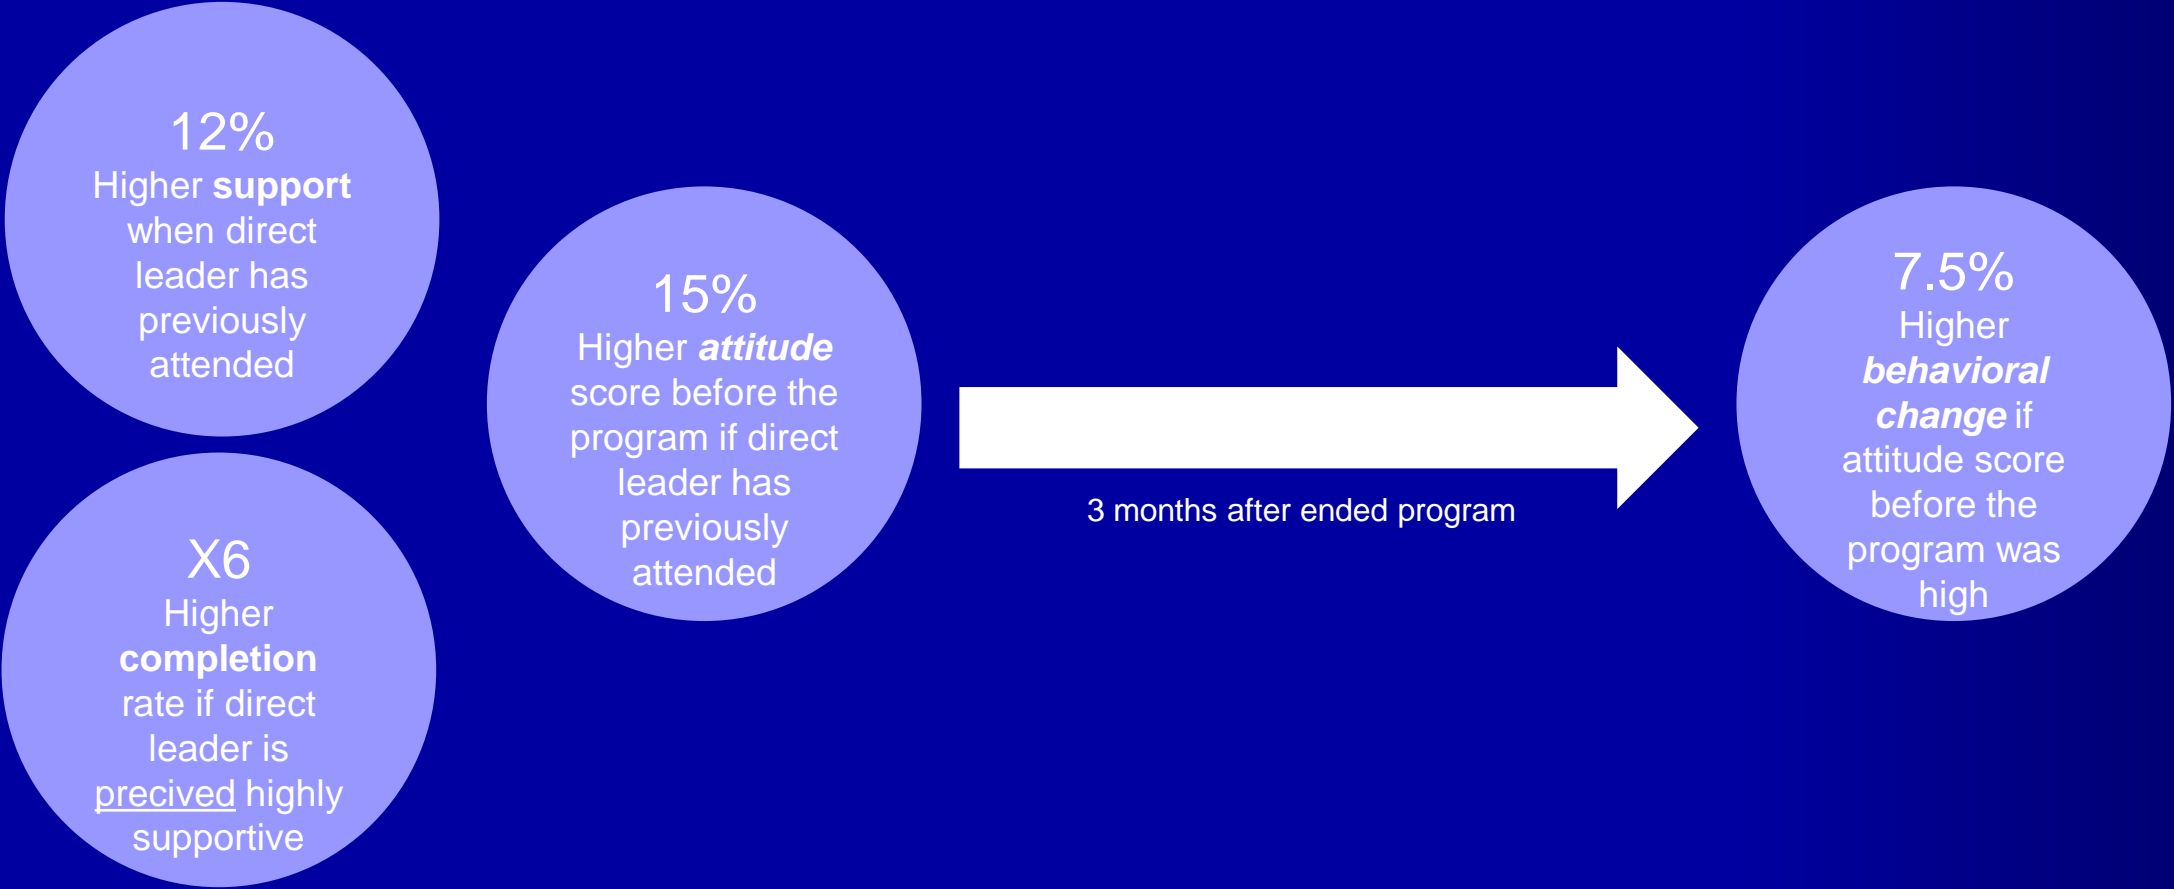 12%
Higher support
when direct
leader has
previously
attended
X6
Higher
completion
rate if direct
leader is
precived highly
supportive
15%
Higher attitude
score before the
program if direct
leader has
previously
attended
3 months after ended program
7.5%
Higher
behavioral
change if
attitude score
before the
program was
high